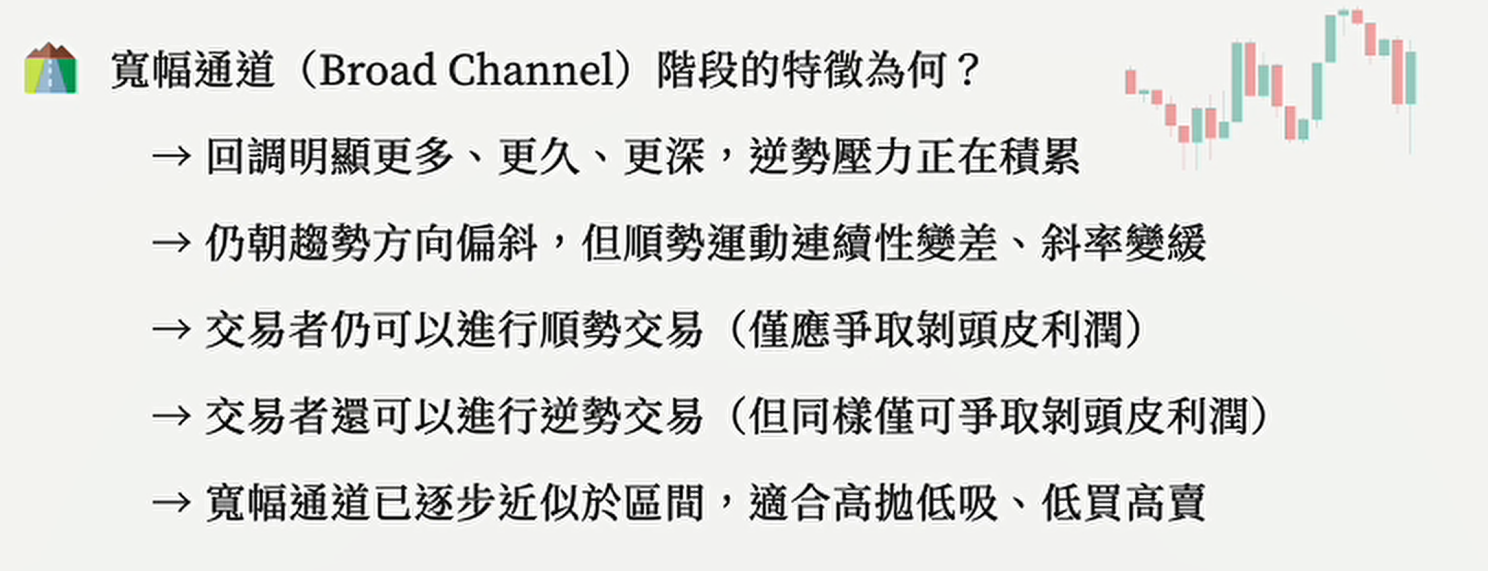 寬幅通道（Broad Channel）階段的特徵為何？
→ 回調明顯更多、更久、更深，逆勢壓力正在積累
→ 仍朝趨勢方向偏斜，但順勢運動連續性變差、斜率變緩
→ 交易者仍可以進行順勢交易（僅應爭取剝頭皮利潤）
→ 交易者還可以進行逆勢交易（但同樣僅可爭取剝頭皮利潤）
→ 寬幅通道已逐步近似於區間，適合高拋低吸、低買高賣